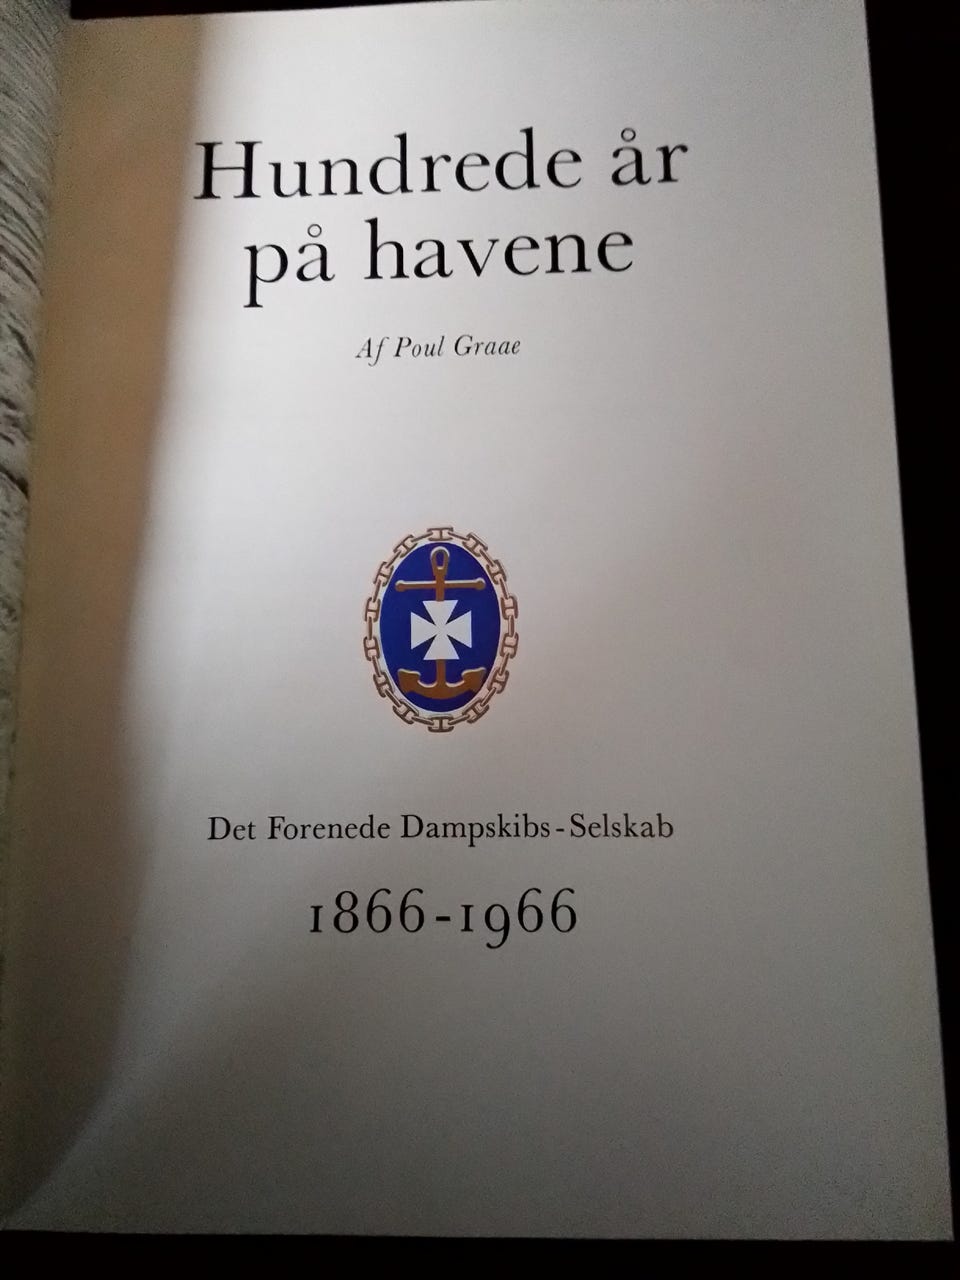 Hundrede år
på havene
Af Poul Graae
Det Forenede Dampskibs-Selskab
1866-1966